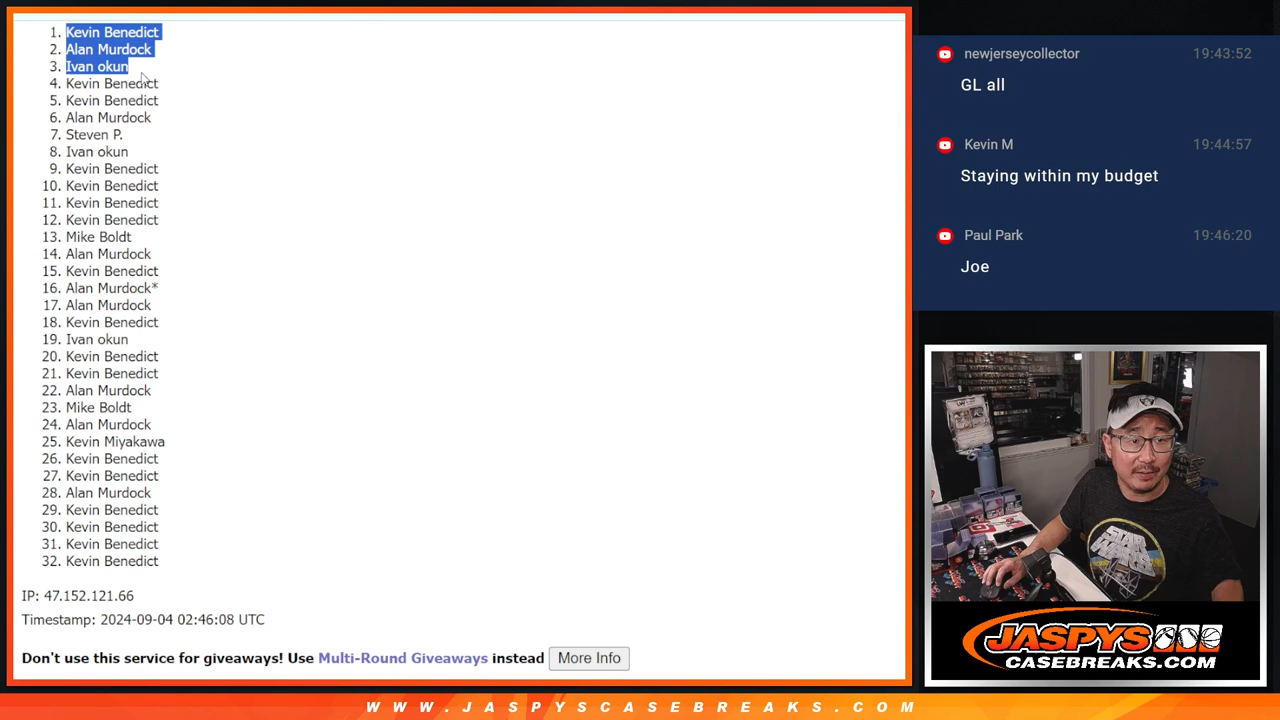 1. Kevin Benedict
2. Alan Murdock
3. Ivan okun
4. Kevin Benedict
5. Kevin Benedict
6. Alan Murdock
7. Steven P.
8. Ivan okun
9. Kevin Benedict
10. Kevin Benedict
11. Kevin Benedict
12. Kevin Benedict
13. Mike Boldt
14. Alan Murdock
15. Kevin Benedict
16. Alan Murdock*
17. Alan Murdock
18. Kevin Benedict
19. Ivan okun
20. Kevin Benedict
21. Kevin Benedict
22. Alan Murdock
23. Mike Boldt
24. Alan Murdock
25. Kevin Miyakawa
26. Kevin Benedict
27. Kevin Benedict
28. Alan Murdock
29. Kevin Benedict
30. Kevin Benedict
31. Kevin Benedict
32. Kevin Benedict
IP: 47.152.121.66
Timestamp: 2024-09-04 02:46:08 UTC
Don't use this service for giveaways! Use Multi-Round Giveaways instead More Info
newjerseycollector 19:43:52
GL all
Kevin M 19:44:57
Staying within my budget
Paul Park 19:46:20
Joe
STAR
WARS
JASPYS
CASEBREAKS.COM
WWW.JASPYSCASEBREAKS.COM